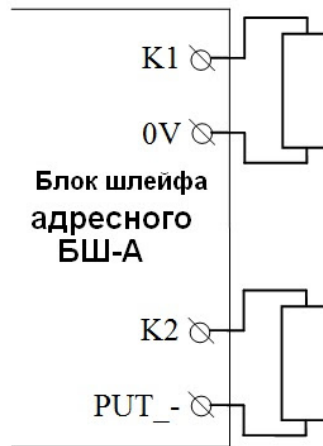 K1
0V
Блок шлейфа
адресного
БШ-А
K2
PUT_-